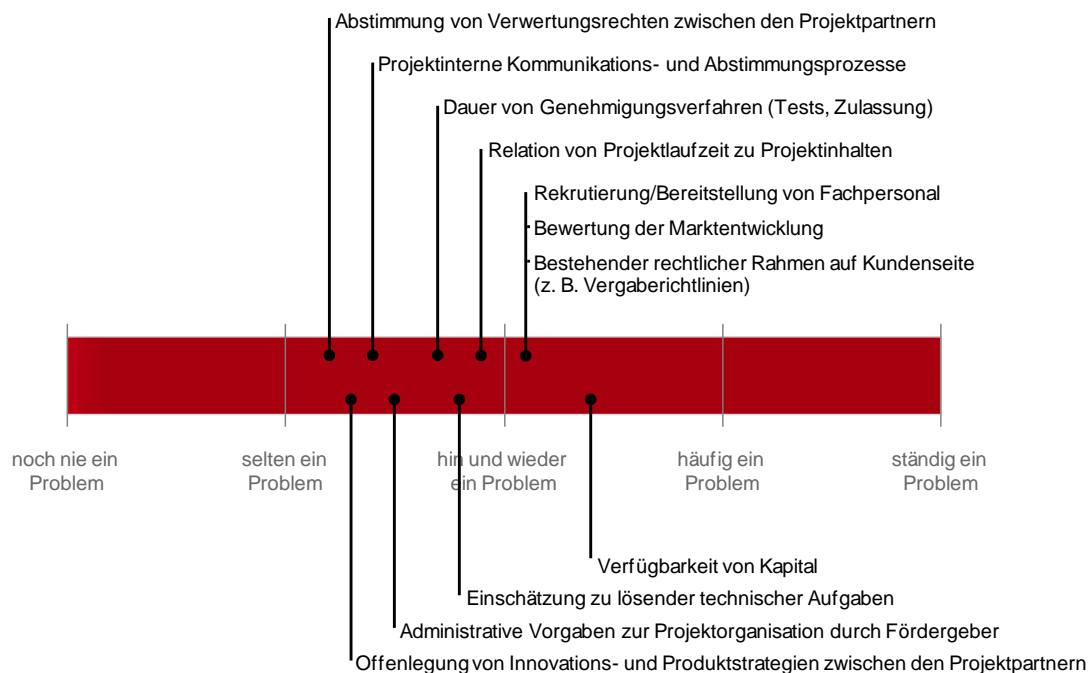 Abstimmung von Verwertungsrechten zwischen den Projektpartnern
Projektinterne Kommunikations- und Abstimmungsprozesse
Dauer von Genehmigungsverfahren (Tests, Zulassung)
Relation von Projektlaufzeit zu Projektinhalten
Rekrutierung/Bereitstellung von Fachpersonal
Bewertung der Marktentwicklung
Bestehender rechtlicher Rahmen auf Kundenseite
(z. B. Vergaberichtlinien)
noch nie ein
Problem
selten ein
Problem
hin und wieder
ein Problem
häufig ein
Problem
ständig ein
Problem
Verfügbarkeit von Kapital
Einschätzung zu lösender technischer Aufgaben
Administrative Vorgaben zur Projektorganisation durch Fördergeber
Offenlegung von Innovations- und Produktstrategien zwischen den Projektpartnern